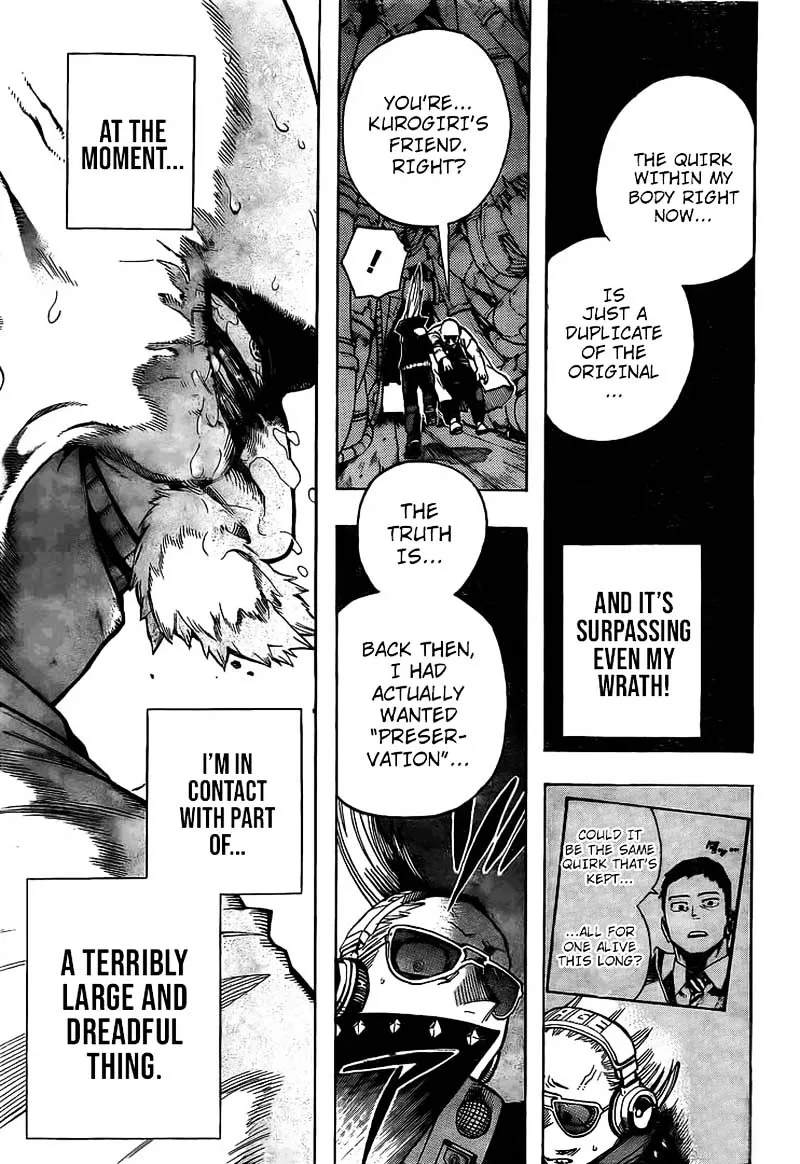 THE QUIRK
WITHIN MY
BODY RIGHT
NOW...
IS
JUST A
DUPLICATE
OF THE
ORIGINAL
...
AND IT'S
SURPASSING
EVEN MY
WRATH!
COULD IT
BE THE SAME
QUIRK THAT'S
KEPT...
...ALL FOR
ONE ALIVE
THIS LONG?
YOU'RE...
KUROGIRI'S
FRIEND.
RIGHT?
!
THE
TRUTH
IS...
BACK THEN,
I HAD
ACTUALLY
WANTED
"PRESER-
VATION"...
AT THE
MOMENT...
I'M IN
CONTACT
WITH PART
OF...
A TERRIBLY
LARGE AND
DREADFUL
THING.